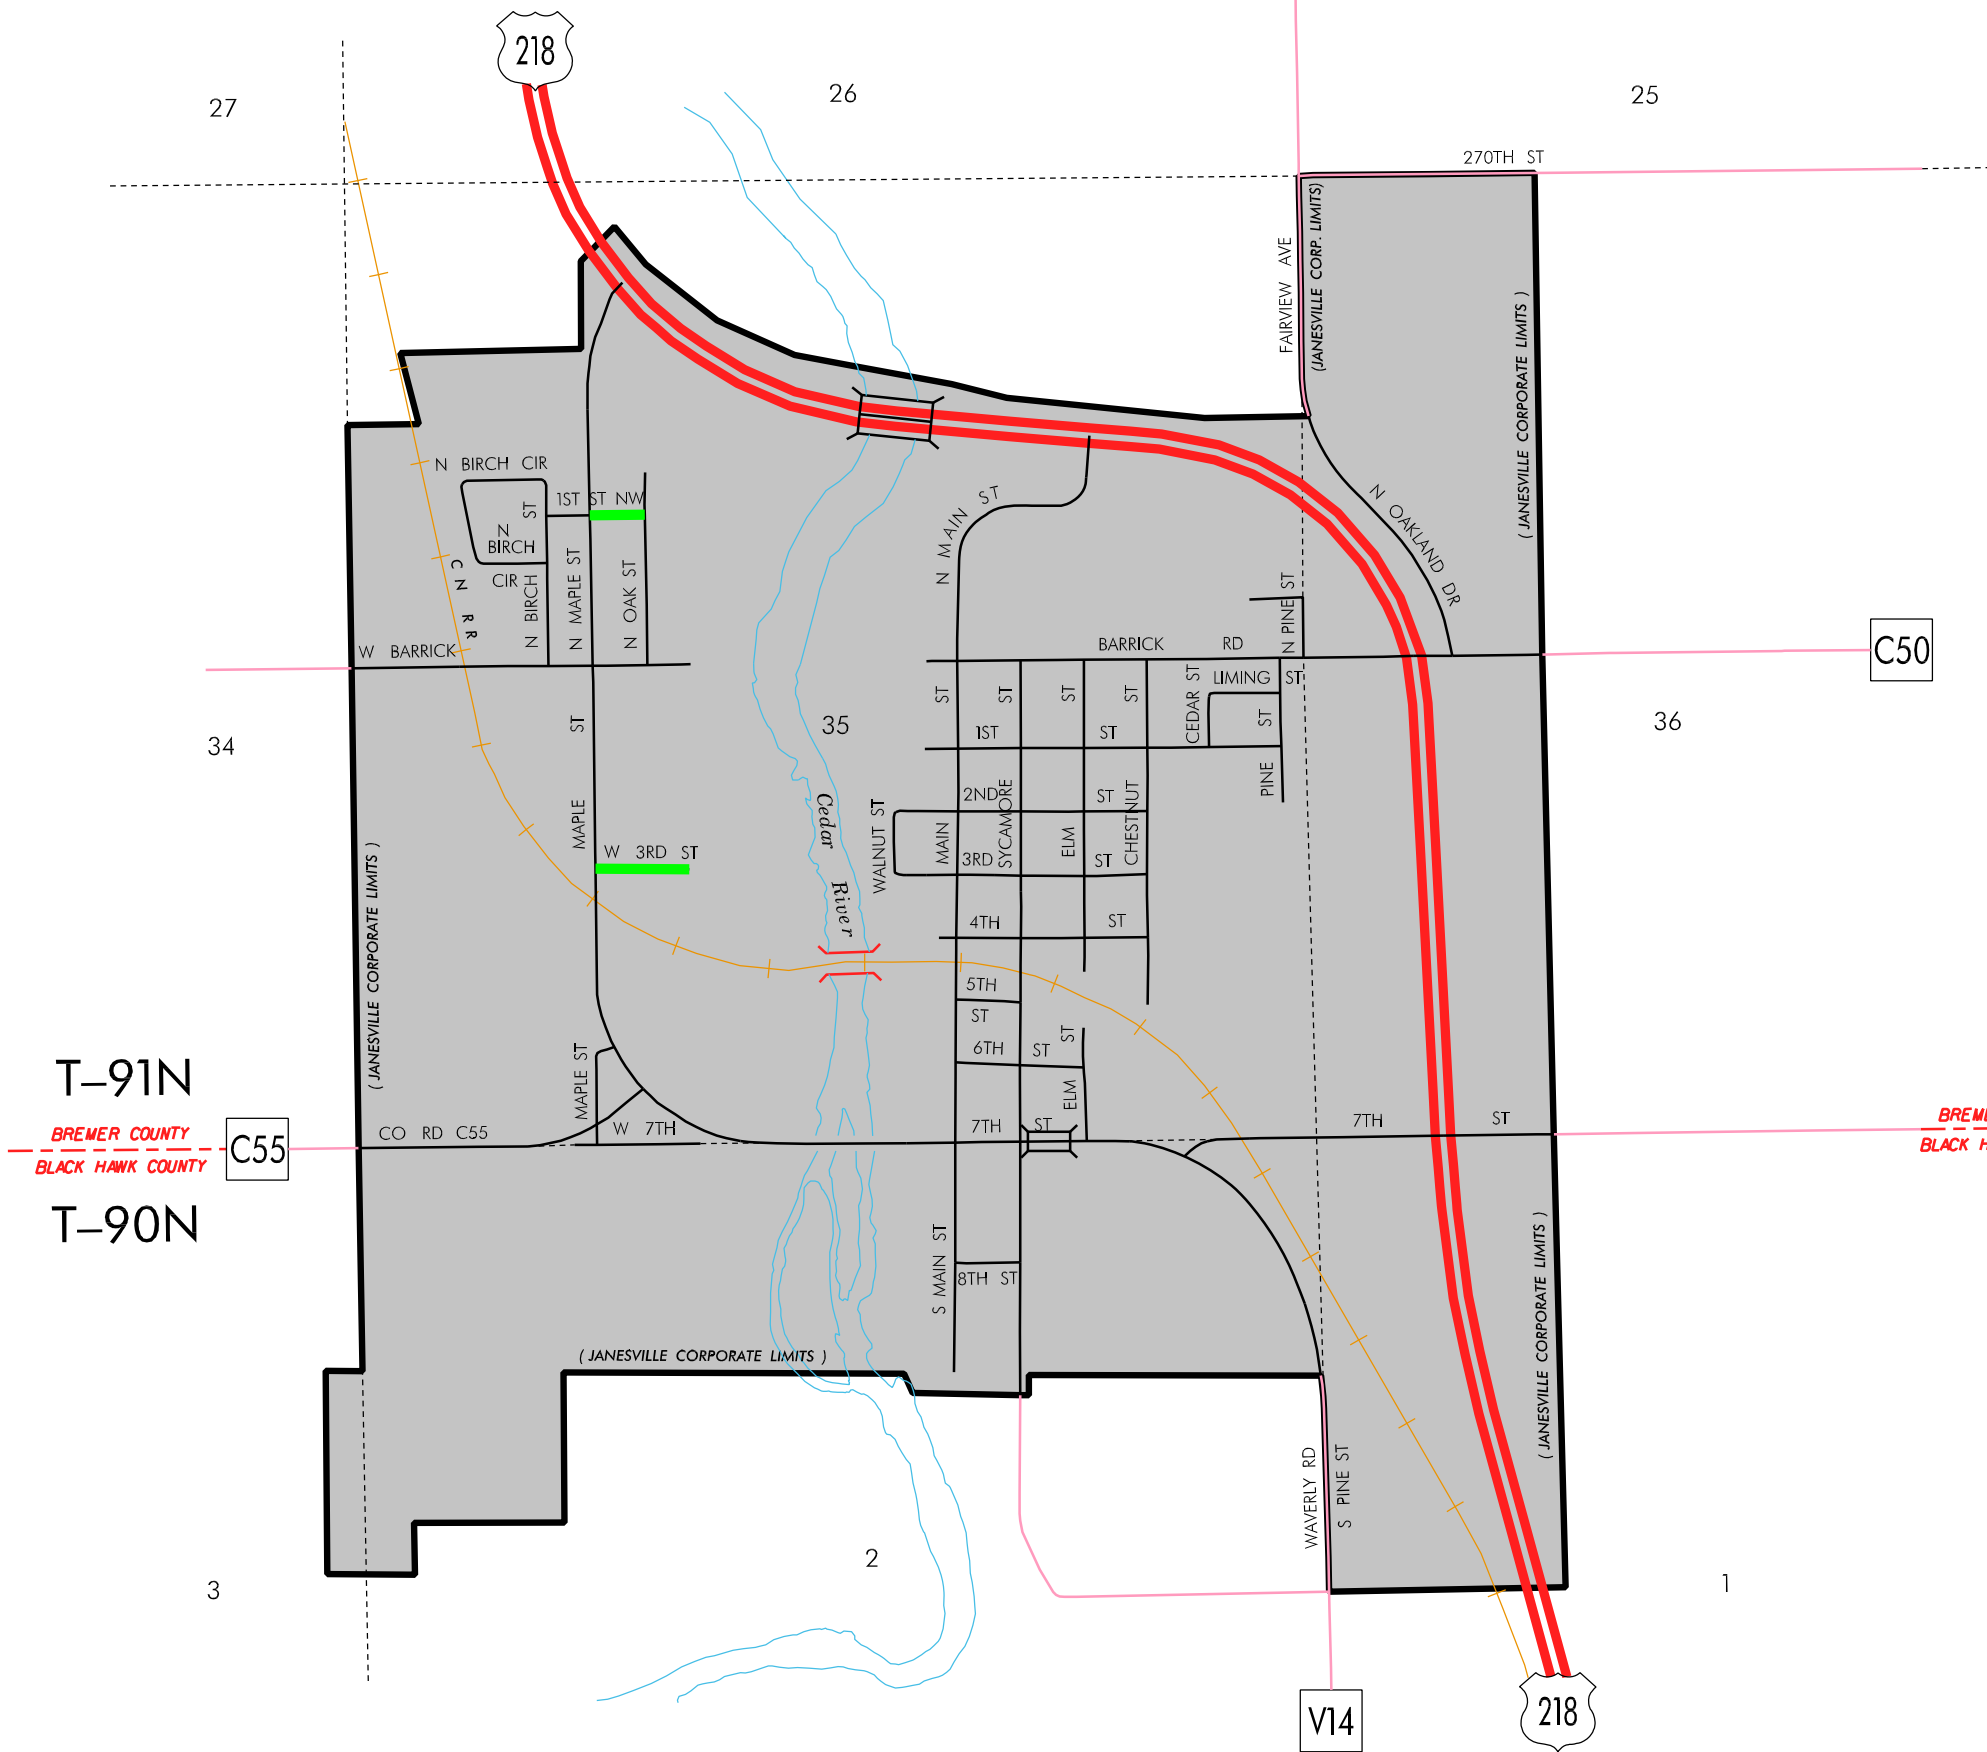 218
27
26
25
270TH ST
FAIRVIEW AVE
(JANESVILLE CORP. LIMITS)
(JANESVILLE CORPORATE LIMITS )
N BIRCH CIR
1ST ST NW
N BIRCH CIR
N BIRCH ST
N MAPLE ST
N OAK ST
CN RR
N MAIN ST
N OAKLAND DR
N PINE ST
W BARRICK
BARRICK RD
C50
LIMING ST
CEDAR ST
PINE ST
34
35
36
MAPLE ST
MAIN ST
SYCAMORE ST
ELM ST
CHESTNUT ST
1ST ST
2ND ST
WALNUT ST
Cedar River
W 3RD ST
3RD ST
4TH ST
(JANESVILLE CORPORATE LIMITS )
5TH ST
6TH ST
ELM ST
MAPLE ST
T-91N
BREMER COUNTY
BLACK HAWK COUNTY
T-90N
C55
CO RD C55
W 7TH
7TH ST
7TH ST
BREM
BLACK H
S MAIN ST
8TH ST
(JANESVILLE CORPORATE LIMITS )
(JANESVILLE CORPORATE LIMITS )
WAVERLY RD
S PINE ST
3
2
1
V14
218